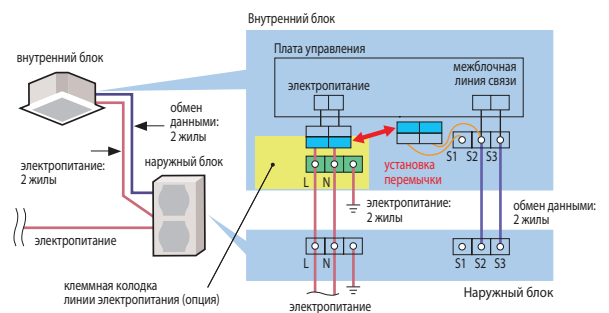 Внутренний блок
Плата управления
внутренний блок
электропитание
межблочная
линия связи
обмен
данными:
2 жилы
S1 S2 S3
электропитание:
2 жилы
наружный блок
установка
перемычки
L N
электропитание:
2 жилы
обмен данными:
2 жилы
электропитание
L N
S1 S2 S3
клеммная колодка
линии электропитания (опция)
Наружный блок
электропитание